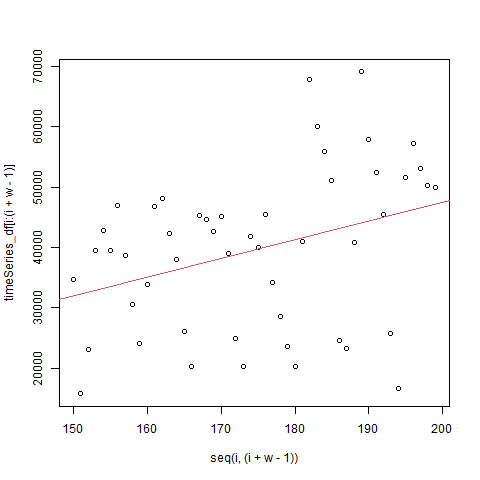 70000
60000
50000
40000
30000
20000
timeSeries_df[i:(i + w - 1)]
150 160 170 180 190 200
seq(i, (i + w - 1))